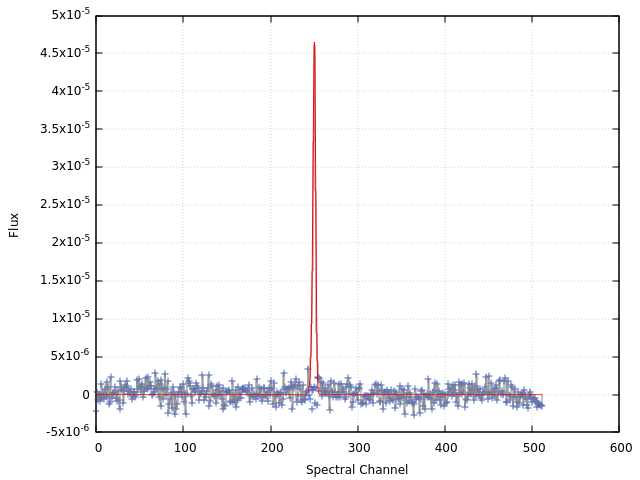 5x10⁻⁵
4.5x10⁻⁵
4x10⁻⁵
3.5x10⁻⁵
3x10⁻⁵
2.5x10⁻⁵
2x10⁻⁵
1.5x10⁻⁵
1x10⁻⁵
5x10⁻⁶
0
-5x10⁻⁶
Flux
0 100 200 300 400 500 600
Spectral Channel